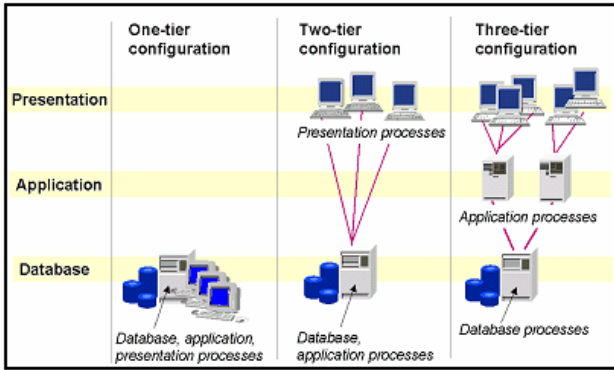 One-tier
configuration
Two-tier
configuration
Three-tier
configuration
Presentation
Presentation processes
Application
Application processes
Database
Database, application,
presentation processes
Database,
application processes
Database processes